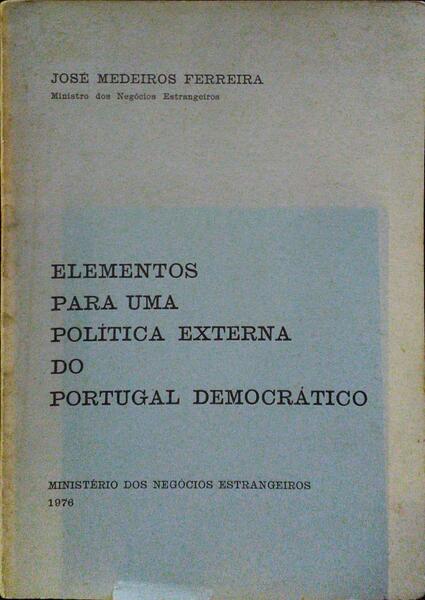 JOSÉ MEDEIROS FERREIRA
Ministro dos Negócios Estrangeiros
ELEMENTOS
PARA UMA
POLÍTICA EXTERNA
DO
PORTUGAL DEMOCRÁTICO
MINISTÉRIO DOS NEGÓCIOS ESTRANGEIROS
1976